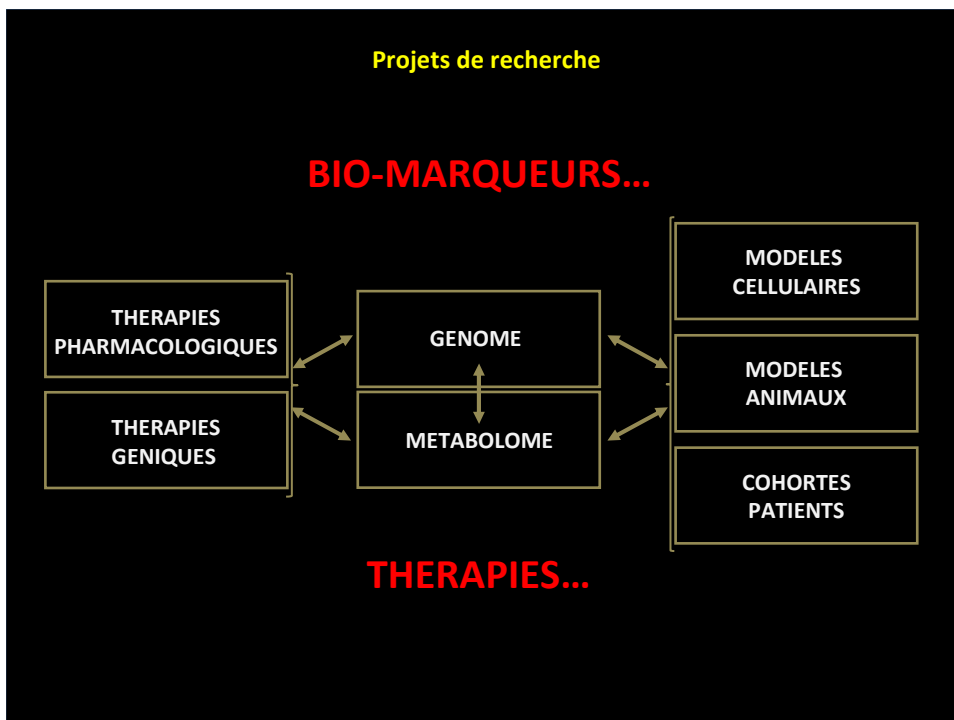 Projets de recherche
BIO-MARQUEURS...
THERAPIES
PHARMACOLOGIQUES
THERAPIES
GENIQUES
GENOME
METABOLOME
MODELES
CELLULAIRES
MODELES
ANIMAUX
COHORTES
PATIENTS
THERAPIES...